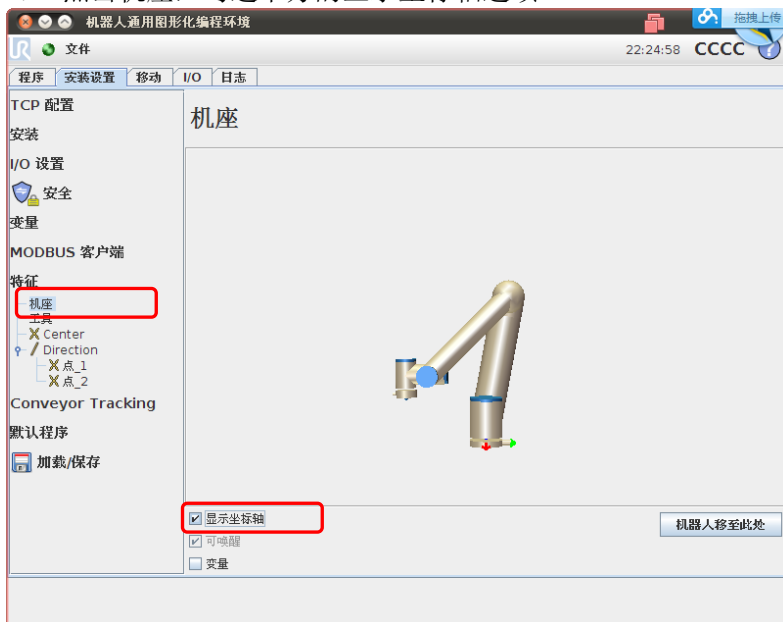 机器人通用图形化编程环境
拖拽上传
文件
22:24:58 CCCC ?
程序 安装设置 移动 I/O 日志
TCP 配置
安装
I/O 设置
安全
变量
MODBUS 客户端
特征
机座
工具
Center
Direction
点_1
点_2
Conveyor Tracking
默认程序
加载/保存
机座
显示坐标轴
可唤醒
变量
机器人移至此处